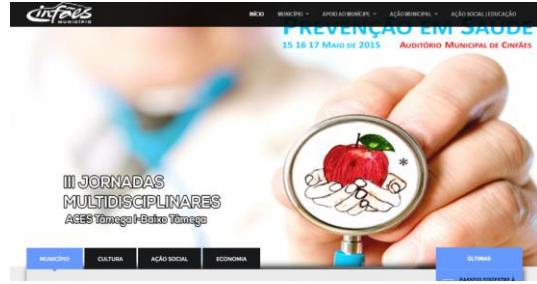 cinfães
MUNICÍPIO
INÍCIO MUNICÍPIO APOIO AO MUNÍCIPE AÇÃO MUNICIPAL AÇÃO SOCIAL | EDUCAÇÃO
PREVENÇÃO EM SAÚDE
15 16 17 MAIO DE 2015 AUDITÓRIO MUNICIPAL DE CINFÃES
III JORNADAS
MULTIDISCIPLINARES
ACES Tâmega I-Baixo Tâmega
MUNICÍPIO CULTURA AÇÃO SOCIAL ECONOMIA ÚLTIMAS
PASSEIO EQUESTRE À